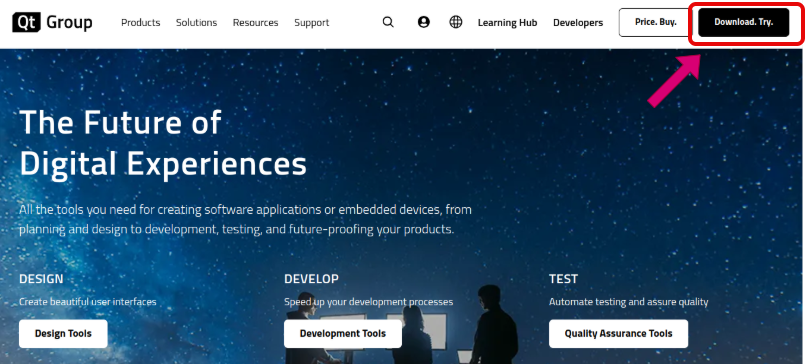 Qt Group
Products
Solutions
Resources
Support
Learning Hub
Developers
Price. Buy.
Download. Try.
The Future of
Digital Experiences
All the tools you need for creating software applications or embedded devices, from
planning and design to development, testing, and future-proofing your products.
DESIGN
Create beautiful user interfaces
Design Tools
DEVELOP
Speed up your development processes
Development Tools
TEST
Automate testing and assure quality
Quality Assurance Tools